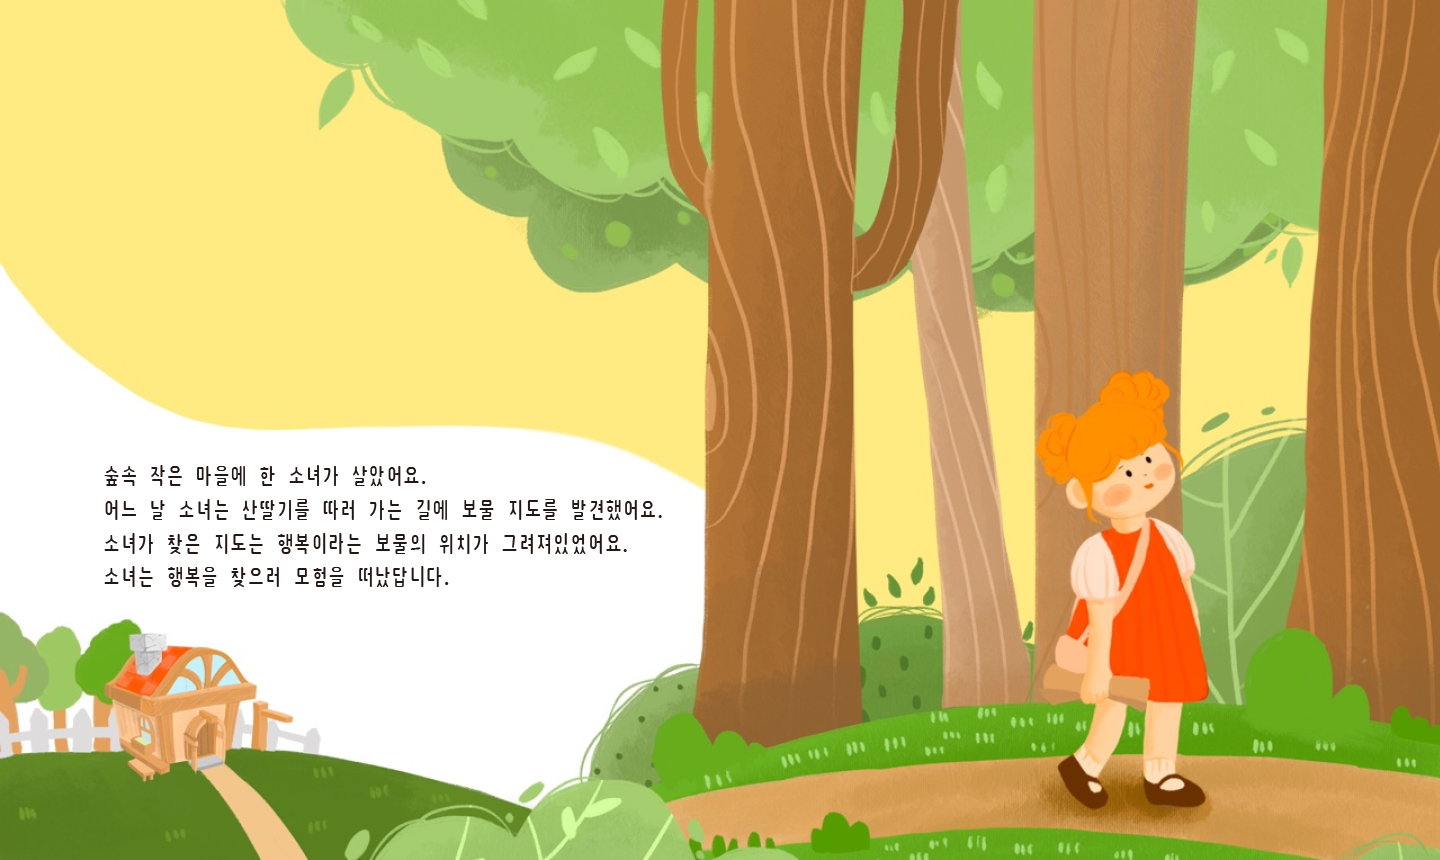 숲속 작은 마을에 한 소녀가 살았어요.
어느 날 소녀는 산딸기를 따러 가는 길에 보물 지도를 발견했어요.
소녀가 찾은 지도는 행복이라는 보물의 위치가 그려져있었어요.
소녀는 행복을 찾으러 모험을 떠났답니다.